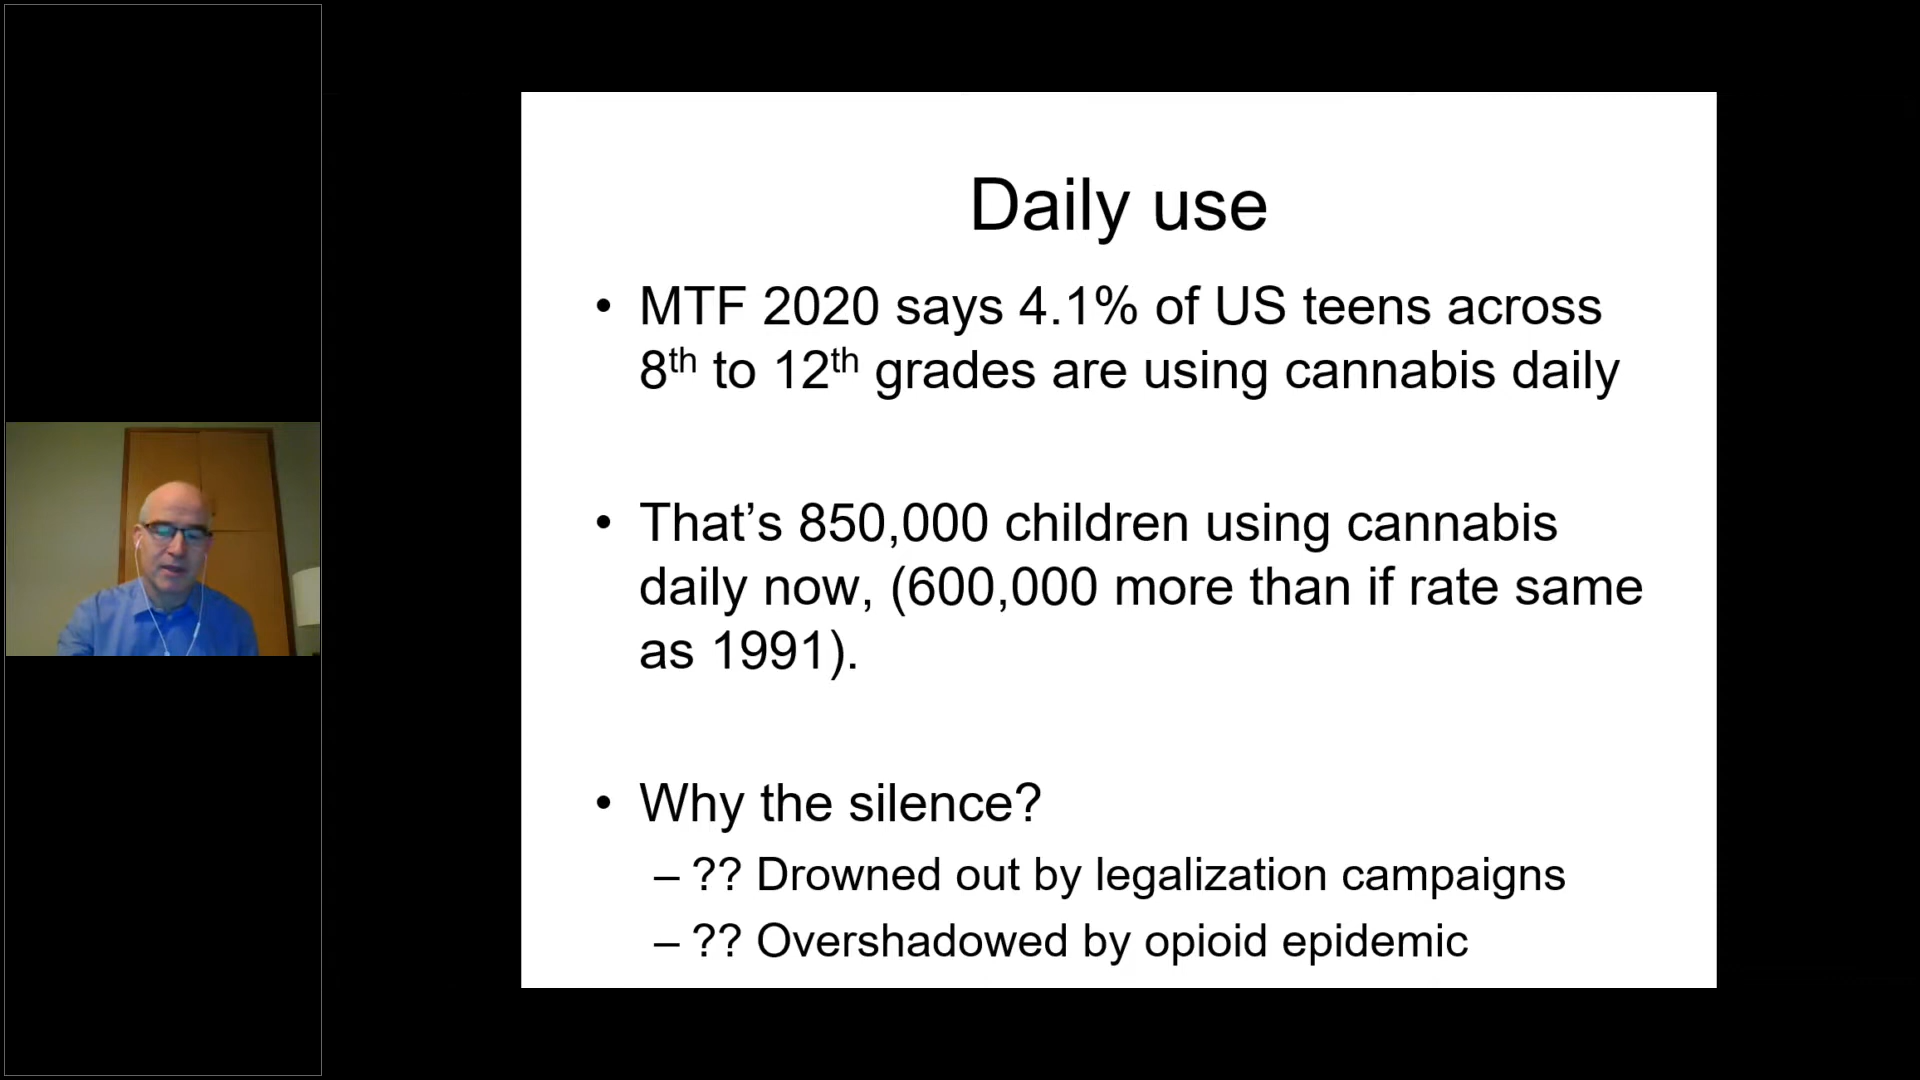 Daily use
• MTF 2020 says 4.1% of US teens across
8th to 12th grades are using cannabis daily
• That’s 850,000 children using cannabis
daily now, (600,000 more than if rate same
as 1991).
• Why the silence?
– ?? Drowned out by legalization campaigns
– ?? Overshadowed by opioid epidemic